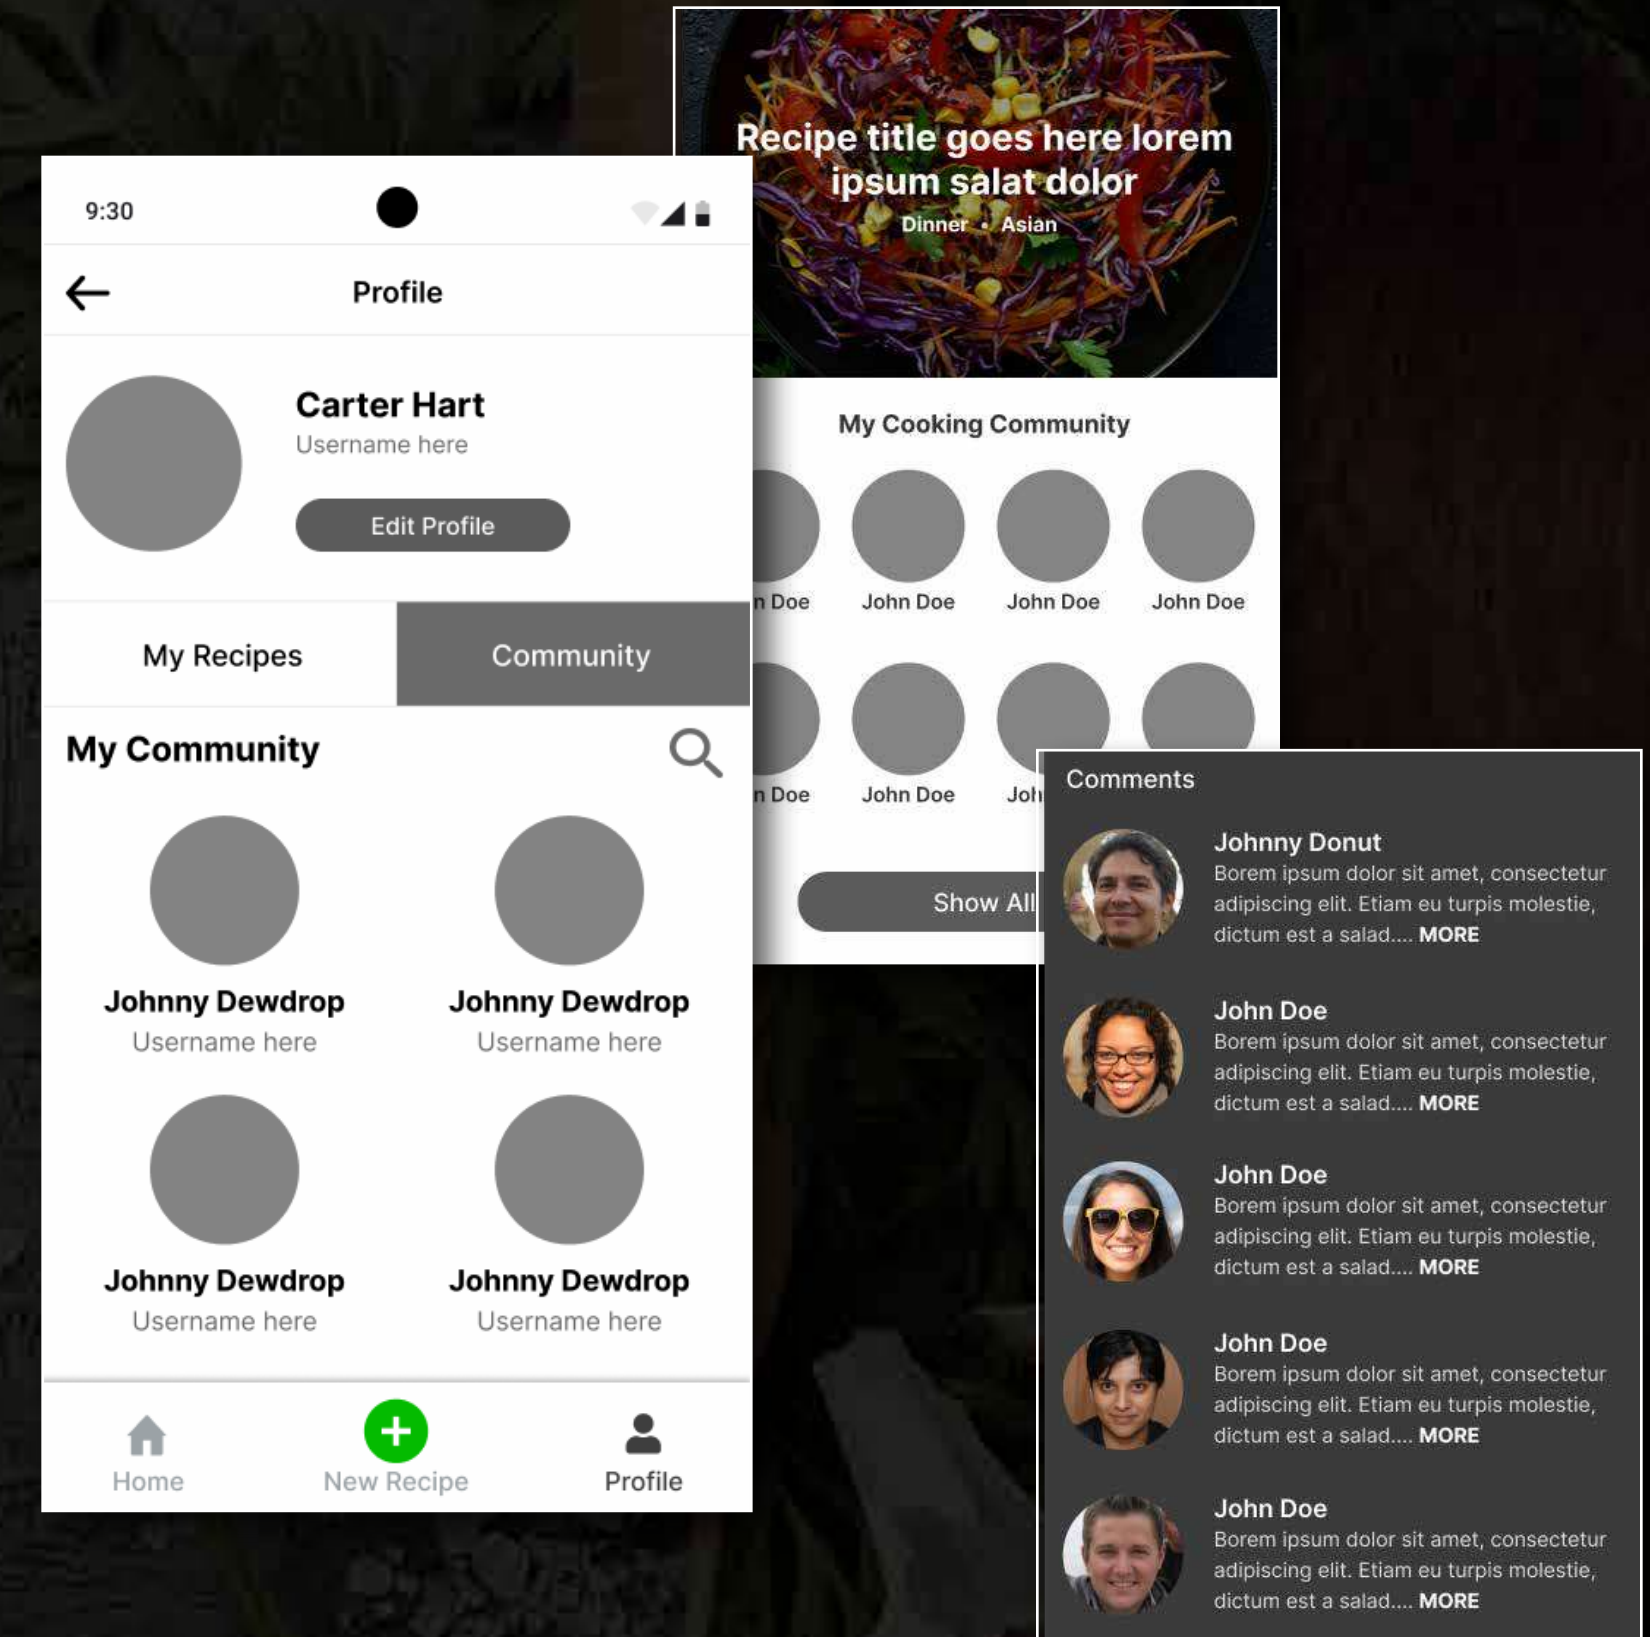 9:30
Profile
Carter Hart
Username here
Edit Profile
My Recipes
Community
My Community
Johnny Dewdrop
Username here
Johnny Dewdrop
Username here
Johnny Dewdrop
Username here
Johnny Dewdrop
Username here
Home
New Recipe
Profile
Recipe title goes here lorem
ipsum salat dolor
Dinner • Asian
My Cooking Community
n Doe
John Doe
John Doe
John Doe
n Doe
John Doe
Joh
Show All
Comments
Johnny Donut
Borem ipsum dolor sit amet, consectetur
adipiscing elit. Etiam eu turpis molestie,
dictum est a salad.... MORE
John Doe
Borem ipsum dolor sit amet, consectetur
adipiscing elit. Etiam eu turpis molestie,
dictum est a salad.... MORE
John Doe
Borem ipsum dolor sit amet, consectetur
adipiscing elit. Etiam eu turpis molestie,
dictum est a salad.... MORE
John Doe
Borem ipsum dolor sit amet, consectetur
adipiscing elit. Etiam eu turpis molestie,
dictum est a salad.... MORE
John Doe
Borem ipsum dolor sit amet, consectetur
adipiscing elit. Etiam eu turpis molestie,
dictum est a salad.... MORE